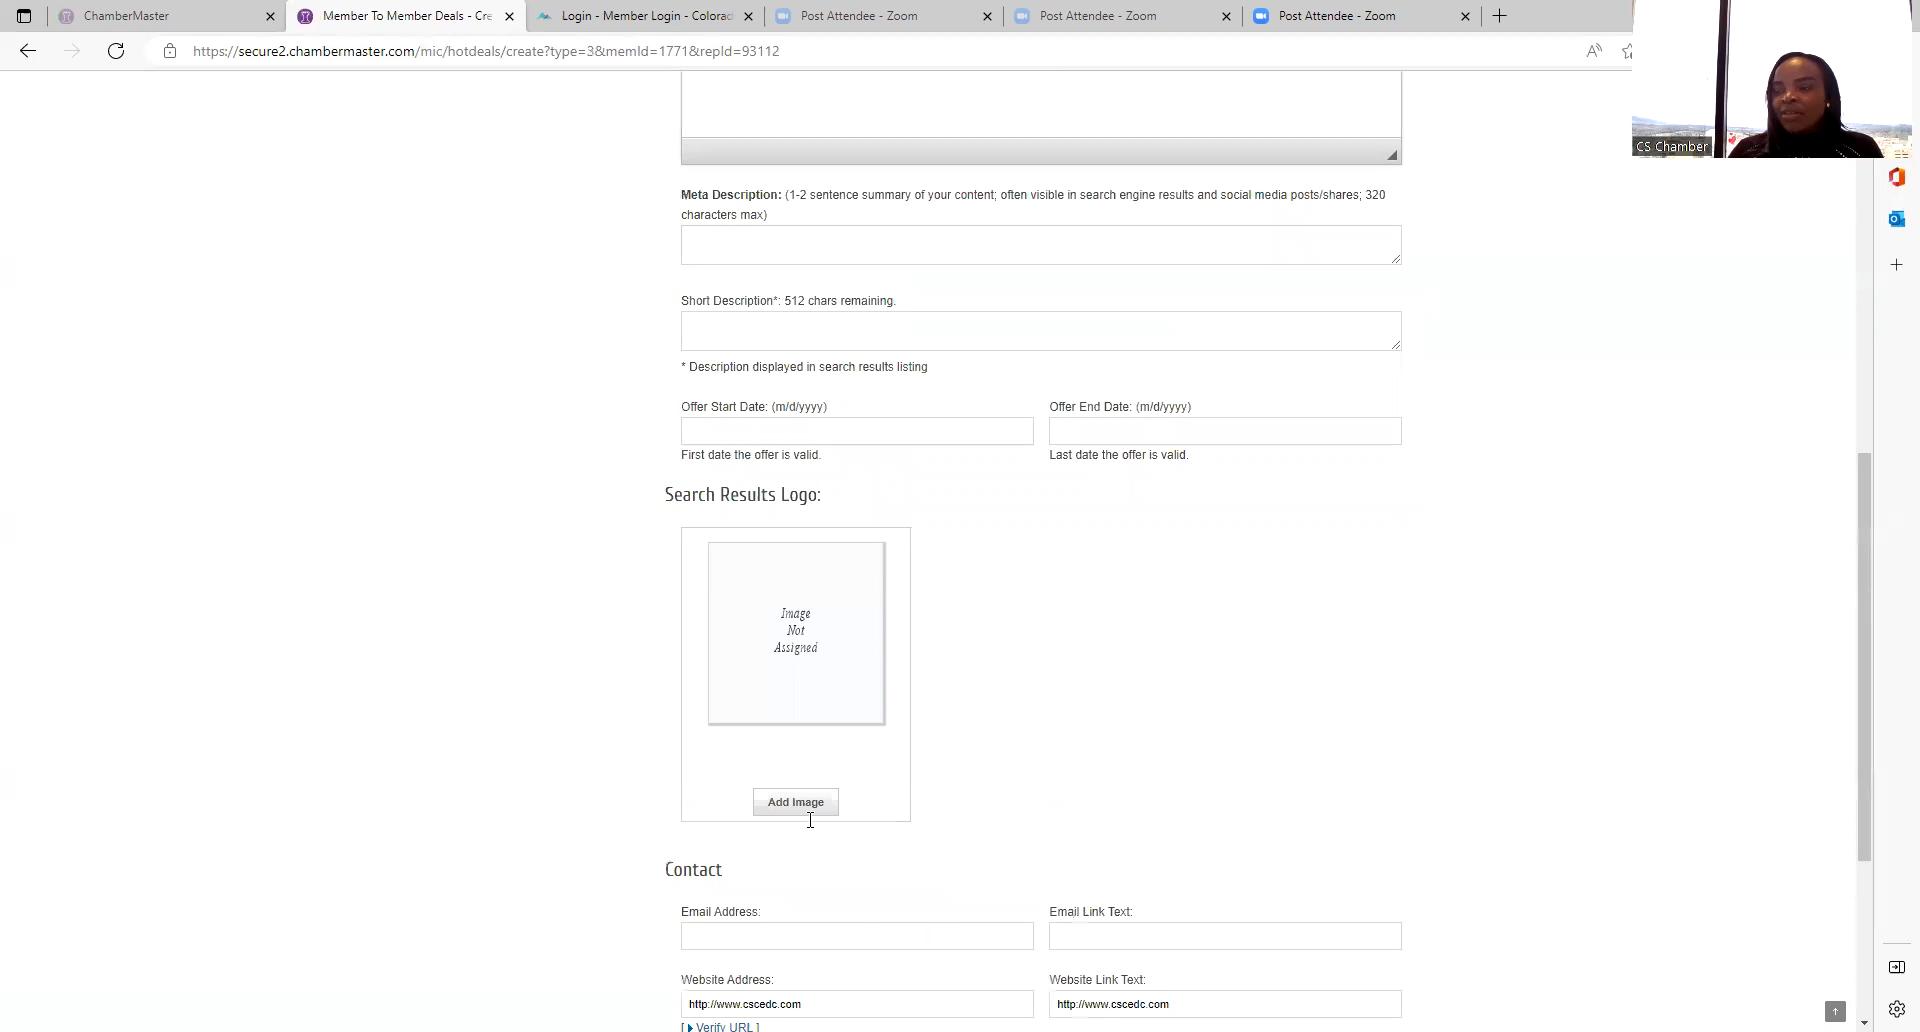 ChamberMaster
Member To Member Deals - Cre
Login - Member Login - Colorad
Post Attendee - Zoom
Post Attendee - Zoom
Post Attendee - Zoom
https://secure2.chambermaster.com/mic/hotdeals/create?type=3&memId=1771&repId=93112
CS Chamber
Meta Description: (1-2 sentence summary of your content; often visible in search engine results and social media posts/shares; 320
characters max)
Short Description*: 512 chars remaining.
* Description displayed in search results listing
Offer Start Date: (m/d/yyyy)
Offer End Date: (m/d/yyyy)
First date the offer is valid.
Last date the offer is valid.
Search Results Logo:
Image
Not
Assigned
Add Image
Contact
Email Address:
Email Link Text:
Website Address:
Website Link Text:
http://www.cscedc.com
http://www.cscedc.com
[ Verify URL ]